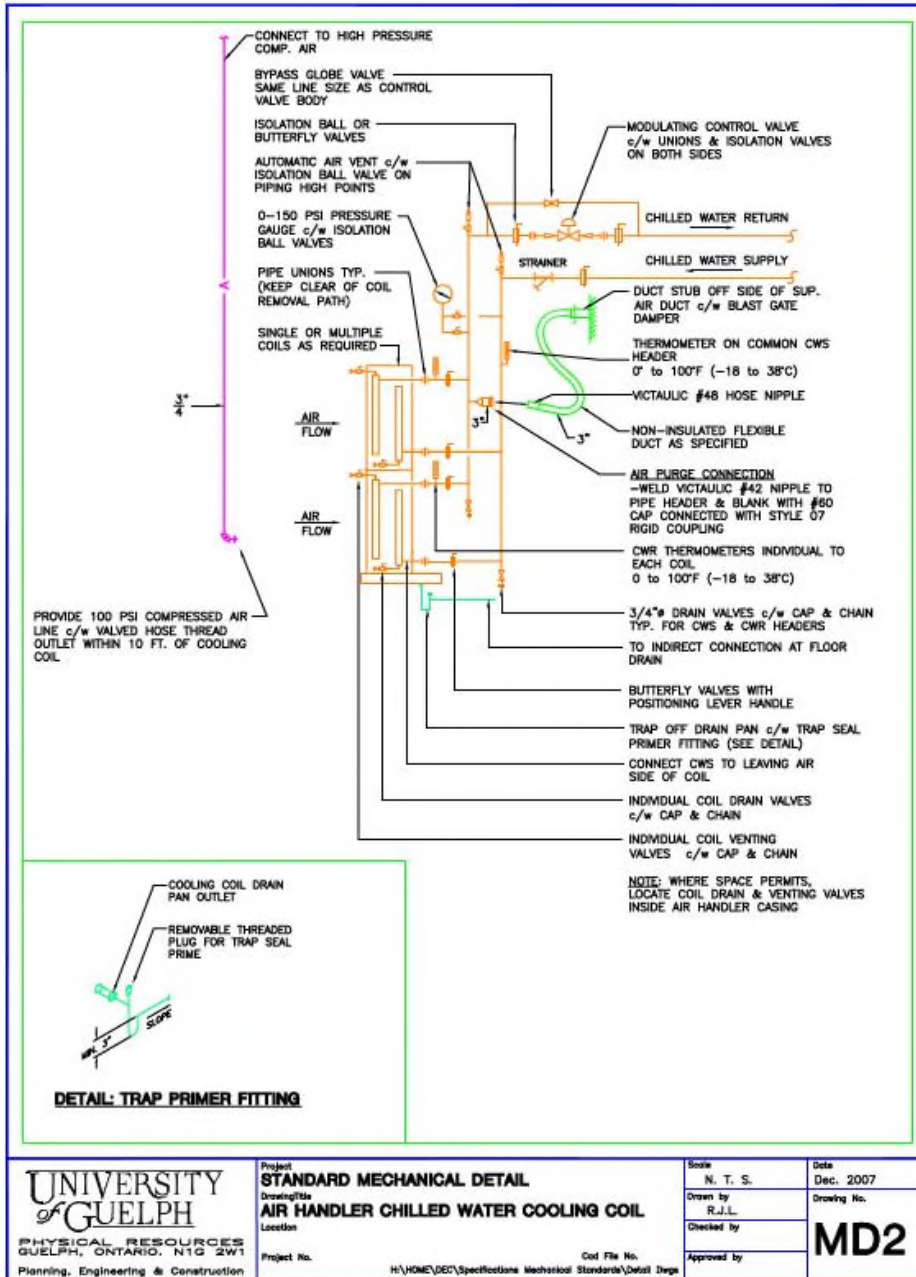 CONNECT TO HIGH PRESSURE
COMP. AIR
BYPASS GLOBE VALVE
SAME LINE SIZE AS CONTROL
VALVE BODY
ISOLATION BALL OR
BUTTERFLY VALVES
AUTOMATIC AIR VENT c/w
ISOLATION BALL VALVE ON
PIPING HIGH POINTS
0-150 PSI PRESSURE
GAUGE c/w ISOLATION
BALL VALVES
PIPE UNIONS TYP.
(KEEP CLEAR OF COIL
REMOVAL PATH)
SINGLE OR MULTIPLE
COILS AS REQUIRED
A
3"
4
AIR
FLOW
AIR
FLOW
PROVIDE 100 PSI COMPRESSED AIR
LINE c/w VALVED HOSE THREAD
OUTLET WITHIN 10 FT. OF COOLING
COIL
MODULATING CONTROL VALVE
c/w UNIONS & ISOLATION VALVES
ON BOTH SIDES
CHILLED WATER RETURN
STRAINER
CHILLED WATER SUPPLY
DUCT STUB OFF SIDE OF SUP.
AIR DUCT c/w BLAST GATE
DAMPER
THERMOMETER ON COMMON CWS
HEADER
0° to 100°F (-18 to 38°C)
VICTAULIC #48 HOSE NIPPLE
3"
3"
NON-INSULATED FLEXIBLE
DUCT AS SPECIFIED
AIR PURGE CONNECTION
-WELD VICTAULIC #42 NIPPLE TO
PIPE HEADER & BLANK WITH #60
CAP CONNECTED WITH STYLE 07
RIGID COUPLING
CWR THERMOMETERS INDIVIDUAL TO
EACH COIL
0 to 100°F (-18 to 38°C)
3/4"ø DRAIN VALVES c/w CAP & CHAIN
TYP. FOR CWS & CWR HEADERS
TO INDIRECT CONNECTION AT FLOOR
DRAIN
BUTTERFLY VALVES WITH
POSITIONING LEVER HANDLE
TRAP OFF DRAIN PAN c/w TRAP SEAL
PRIMER FITTING (SEE DETAIL)
CONNECT CWS TO LEAVING AIR
SIDE OF COIL
INDIVIDUAL COIL DRAIN VALVES
c/w CAP & CHAIN
INDIVIDUAL COIL VENTING
VALVES c/w CAP & CHAIN
NOTE: WHERE SPACE PERMITS,
LOCATE COIL DRAIN & VENTING VALVES
INSIDE AIR HANDLER CASING
COOLING COIL DRAIN
PAN OUTLET
REMOVABLE THREADED
PLUG FOR TRAP SEAL
PRIME
MIN. 3"
SLOPE
DETAIL: TRAP PRIMER FITTING
UNIVERSITY
of GUELPH
PHYSICAL RESOURCES
GUELPH, ONTARIO. N1G 2W1
Planning, Engineering & Construction
Project
STANDARD MECHANICAL DETAIL
DrawingTitle
AIR HANDLER CHILLED WATER COOLING COIL
Location
Project No.
Cad File No.
H:\HOME\DEC\Specifications Mechanical Standards\Detail Dwgs
Scale
N. T. S.
Date
Dec. 2007
Drawn by
R.J.L.
Drawing No.
MD2
Checked by
Approved by